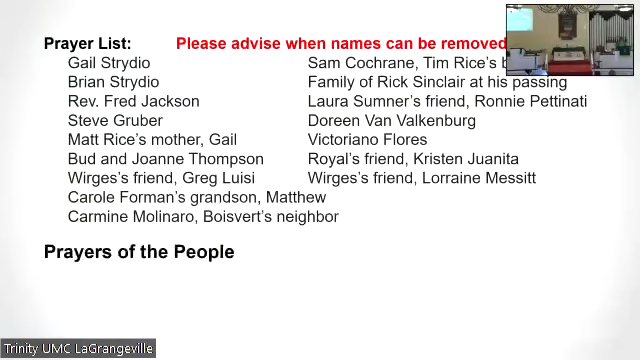 Prayer List: Please advise when names can be removed
Gail Strydio
Brian Strydio
Rev. Fred Jackson
Steve Gruber
Matt Rice's mother, Gail
Bud and Joanne Thompson
Wirges's friend, Greg Luisi
Carole Forman's grandson, Matthew
Carmine Molinaro, Boisvert's neighbor
Sam Cochrane, Tim Rice's
Family of Rick Sinclair at his passing
Laura Sumner's friend, Ronnie Pettinati
Doreen Van Valkenburg
Victoriano Flores
Royal's friend, Kristen Juanita
Wirges's friend, Lorraine Messitt
Prayers of the People
Trinity UMC LaGrangeville